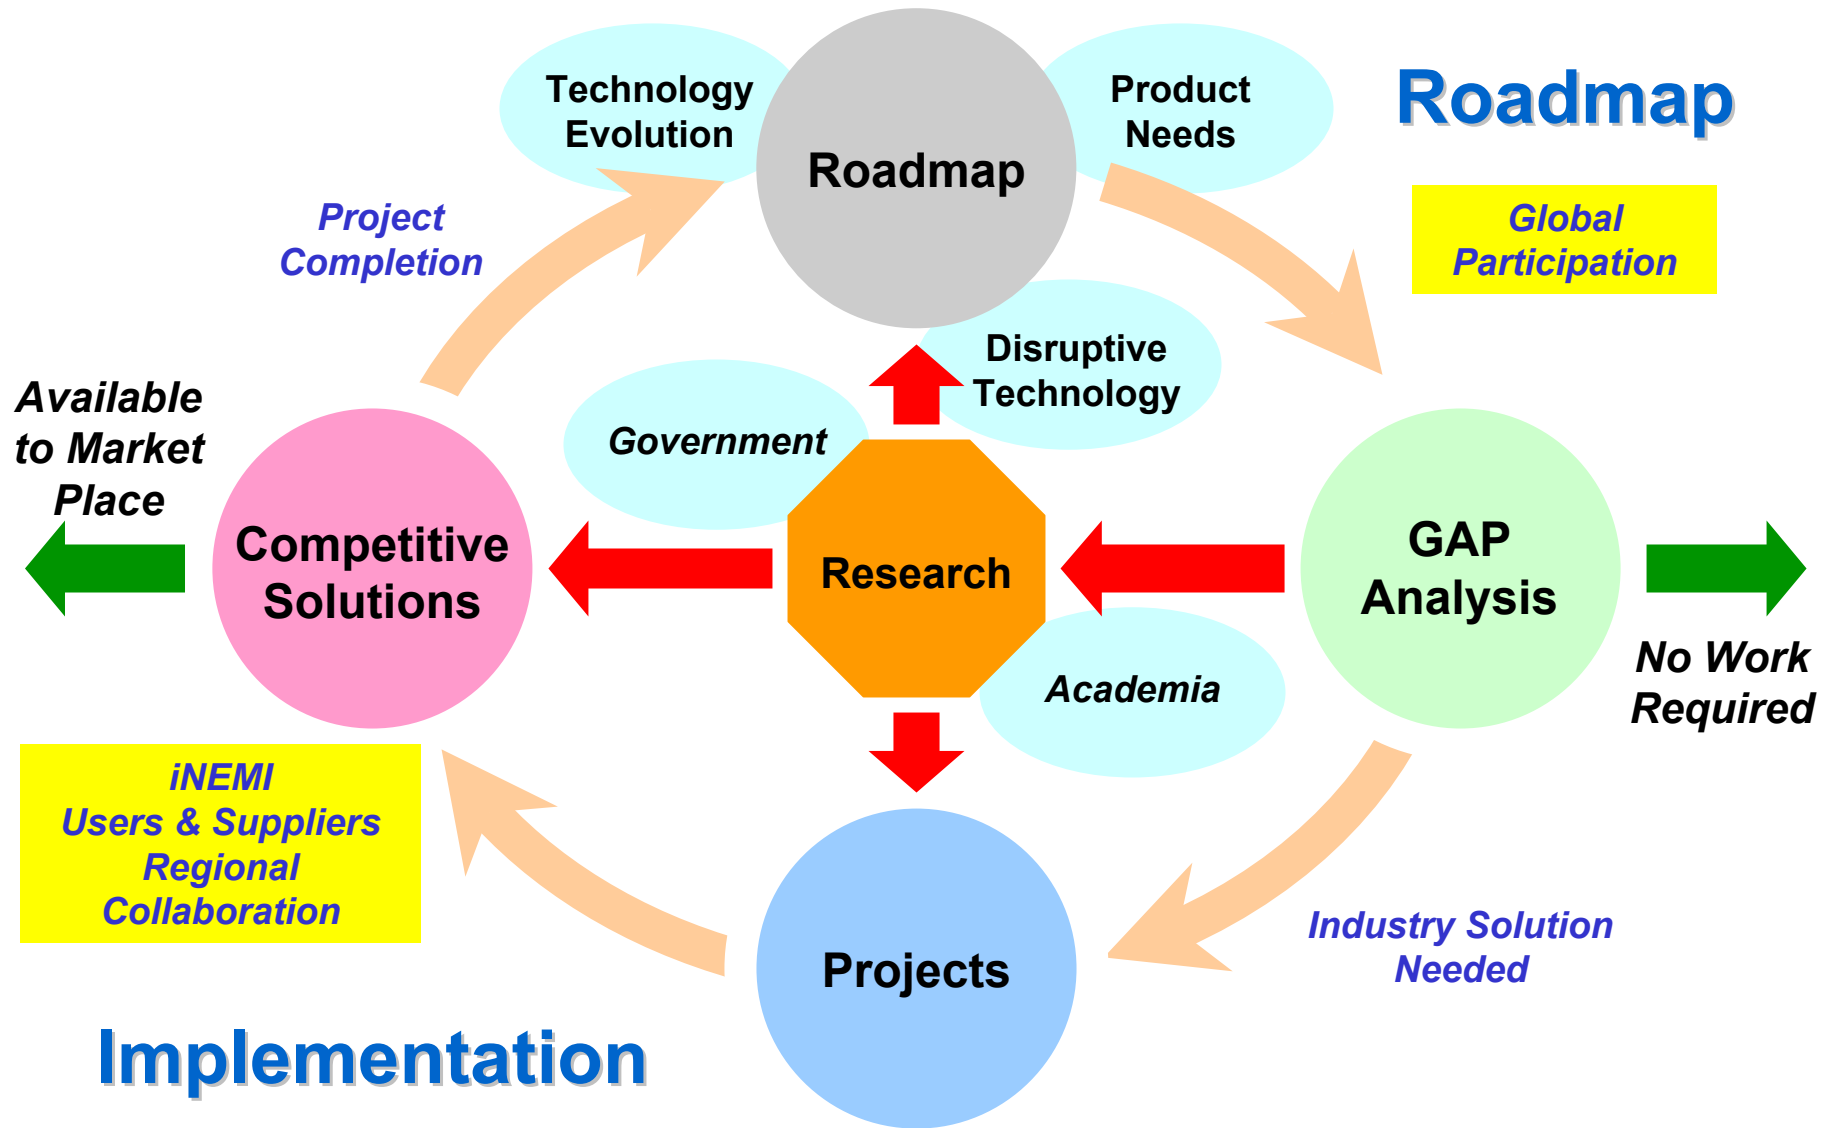 Technology
Evolution
Roadmap
Product
Needs
Roadmap
Project
Completion
Global
Participation
Disruptive
Technology
Government
Available
to Market
Place
Competitive
Solutions
Research
GAP
Analysis
No Work
Required
Academia
iNEMI
Users & Suppliers
Regional
Collaboration
Projects
Industry Solution
Needed
Implementation